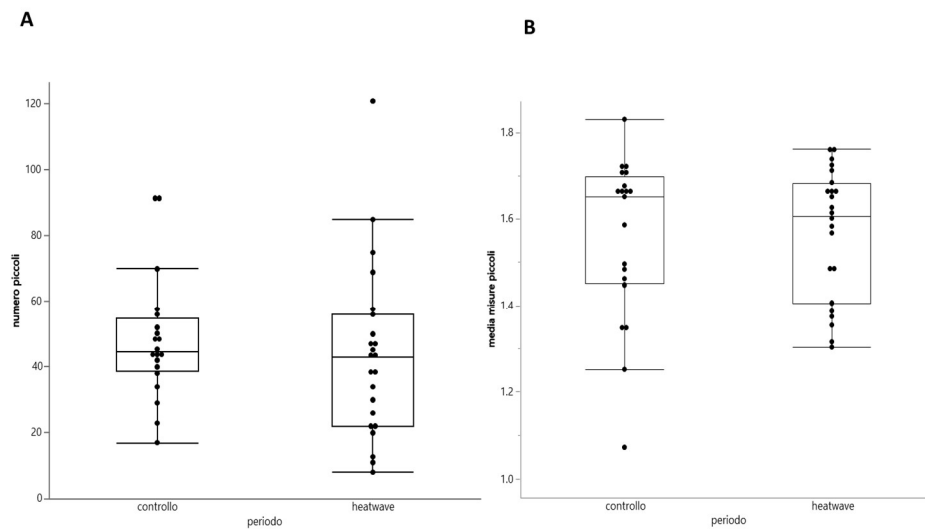 A
B
numero piccoli
120
100
80
60
40
20
0
controllo
heatwave
periodo
media misure piccoli
1.8
1.6
1.4
1.2
1.0
controllo
heatwave
periodo